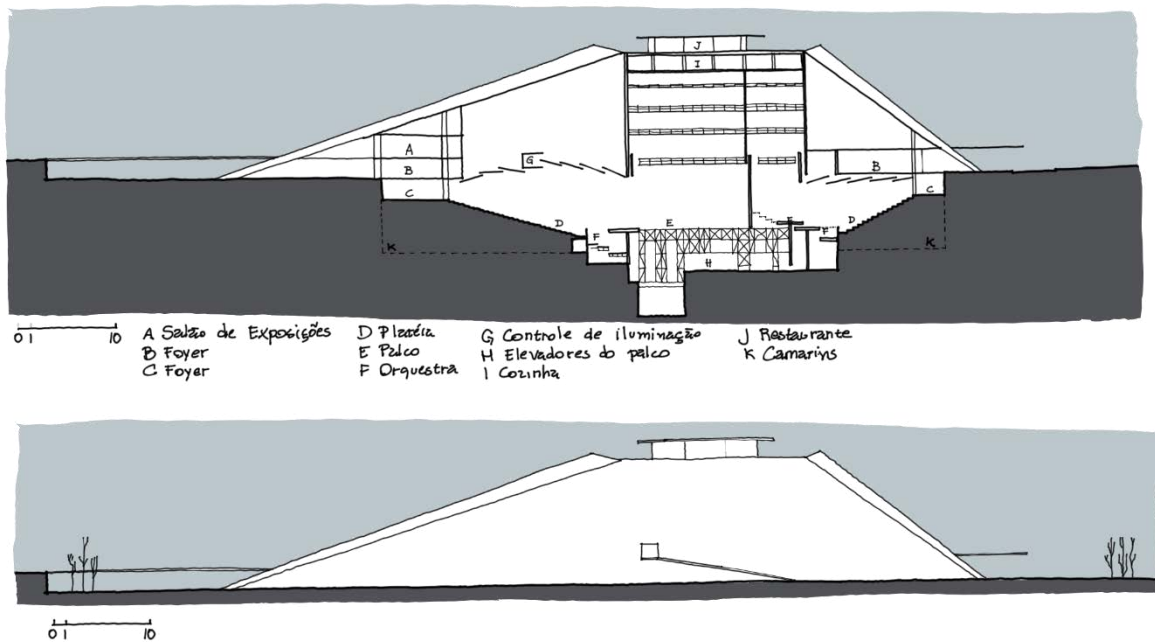 J
I
A
G
B
B
C
C
D
E
F
D
F
F
K
H
K
0 1 10
A Salão de Exposições D Platéia G Controle de iluminação J Restaurante
B Foyer E Palco H Elevadores do palco K Camarins
C Foyer F Orquestra I Cozinha
0 1 10